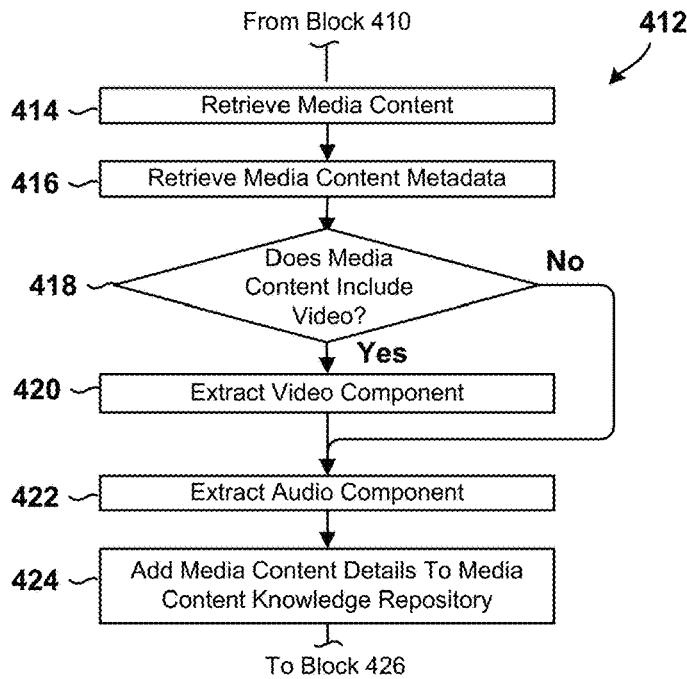 From Block 410
412
414
Retrieve Media Content
416
Retrieve Media Content Metadata
418
Does Media
Content Include
Video?
No
Yes
420
Extract Video Component
422
Extract Audio Component
424
Add Media Content Details To Media
Content Knowledge Repository
To Block 426